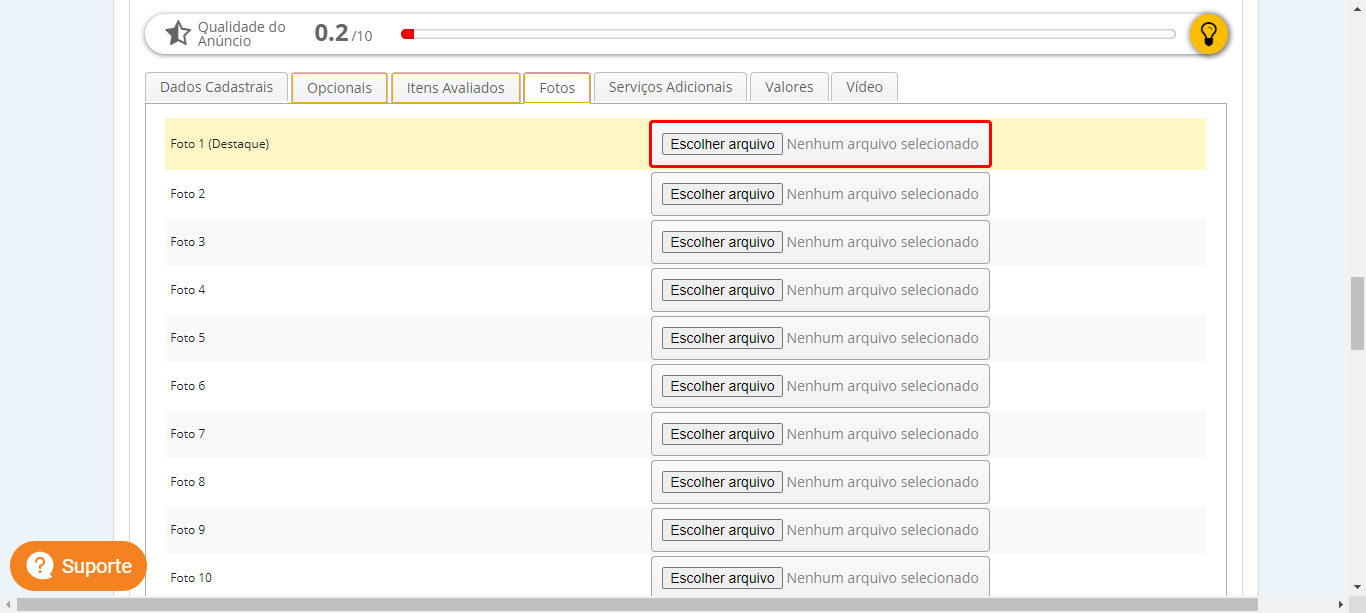 Qualidade do
Anúncio
0.2 /10
Dados Cadastrais Opcionais Itens Avaliados Fotos Serviços Adicionais Valores Vídeo
Foto 1 (Destaque) Escolher arquivo Nenhum arquivo selecionado
Foto 2 Escolher arquivo Nenhum arquivo selecionado
Foto 3 Escolher arquivo Nenhum arquivo selecionado
Foto 4 Escolher arquivo Nenhum arquivo selecionado
Foto 5 Escolher arquivo Nenhum arquivo selecionado
Foto 6 Escolher arquivo Nenhum arquivo selecionado
Foto 7 Escolher arquivo Nenhum arquivo selecionado
Foto 8 Escolher arquivo Nenhum arquivo selecionado
Foto 9 Escolher arquivo Nenhum arquivo selecionado
? Suporte
Foto 10 Escolher arquivo Nenhum arquivo selecionado